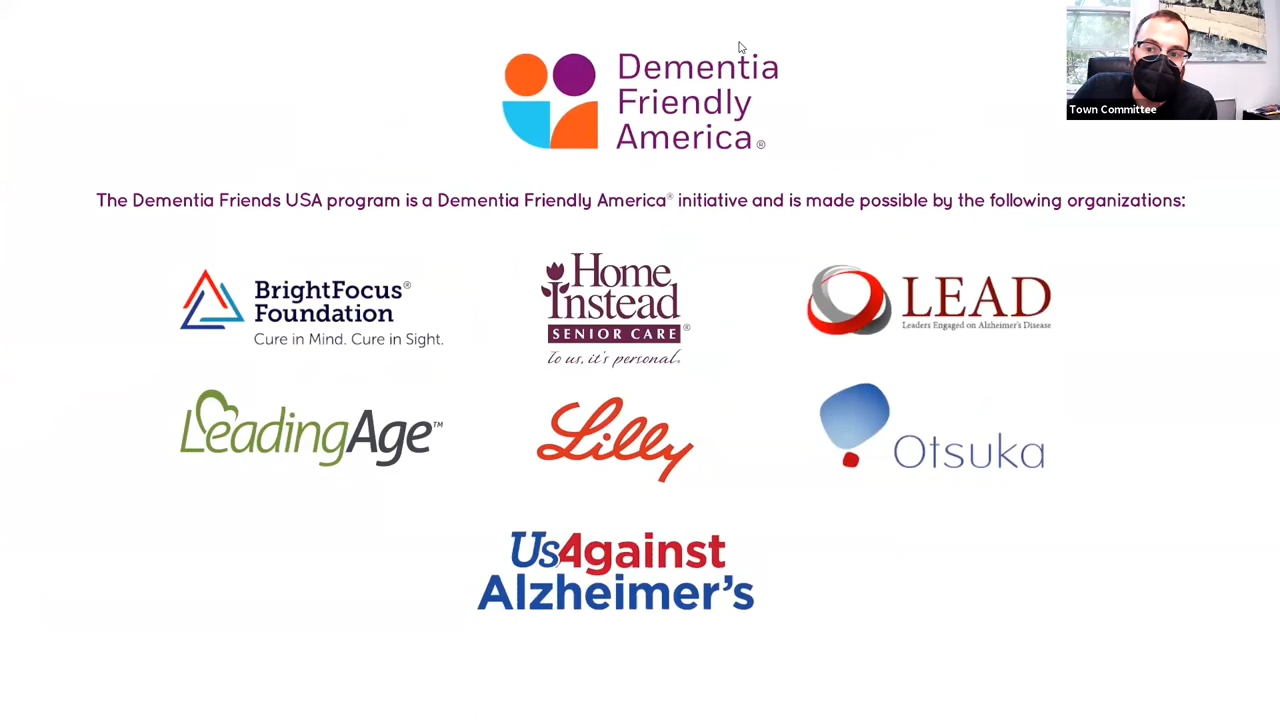 Dementia
Friendly
America®
Town Committee
The Dementia Friends USA program is a Dementia Friendly America® initiative and is made possible by the following organizations:
BrightFocus®
Foundation
Cure in Mind. Cure in Sight.
Home
Instead
SENIOR CARE®
To us, it's personal.
LEAD
Leaders Engaged on Alzheimer's Disease
LeadingAge™
Lilly
Otsuka
UsAgainst
Alzheimer's